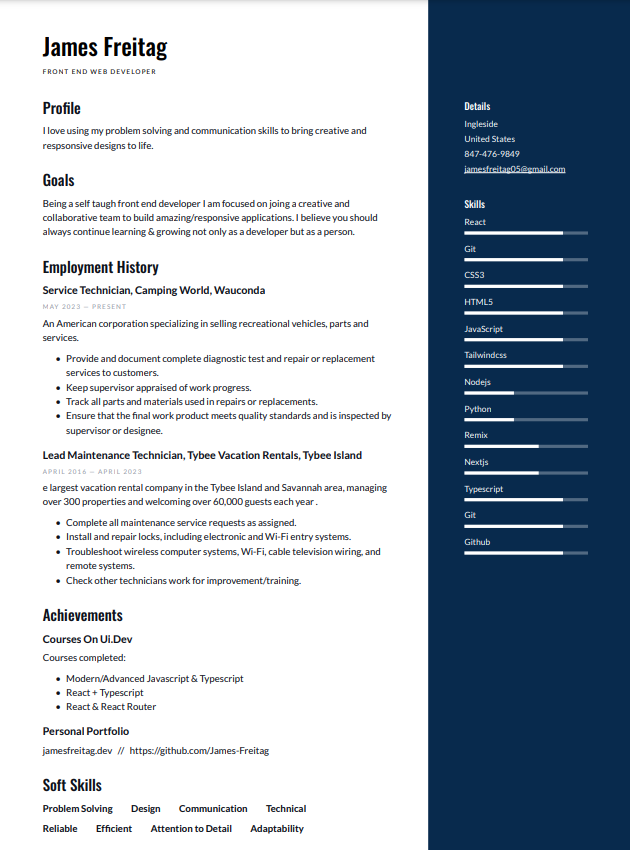 James Freitag
FRONT END WEB DEVELOPER
Profile
I love using my problem solving and communication skills to bring creative and
respsonsive designs to life.
Goals
Being a self taugh front end developer I am focused on joing a creative and
collaborative team to build amazing/responsive applications. I believe you should
always continue learning & growing not only as a developer but as a person.
Employment History
Service Technician, Camping World, Wauconda
MAY 2023 — PRESENT
An American corporation specializing in selling recreational vehicles, parts and
services.
• Provide and document complete diagnostic test and repair or replacement
services to customers.
• Keep supervisor appraised of work progress.
• Track all parts and materials used in repairs or replacements.
• Ensure that the final work product meets quality standards and is inspected by
supervisor or designee.
Lead Maintenance Technician, Tybee Vacation Rentals, Tybee Island
APRIL 2016 — APRIL 2023
e largest vacation rental company in the Tybee Island and Savannah area, managing
over 300 properties and welcoming over 60,000 guests each year .
• Complete all maintenance service requests as assigned.
• Install and repair locks, including electronic and Wi-Fi entry systems.
• Troubleshoot wireless computer systems, Wi-Fi, cable television wiring, and
remote systems.
• Check other technicians work for improvement/training.
Achievements
Courses On Ui.Dev
Courses completed:
• Modern/Advanced Javascript & Typescript
• React + Typescript
• React & React Router
Personal Portfolio
jamesfreitag.dev // https://github.com/James-Freitag
Soft Skills
Problem Solving Design Communication Technical
Reliable Efficient Attention to Detail Adaptability
Details
Ingleside
United States
847-476-9849
jamesfreitag05@gmail.com
Skills
React
Git
CSS3
HTML5
JavaScript
Tailwindcss
Nodejs
Python
Remix
Nextjs
Typescript
Git
Github